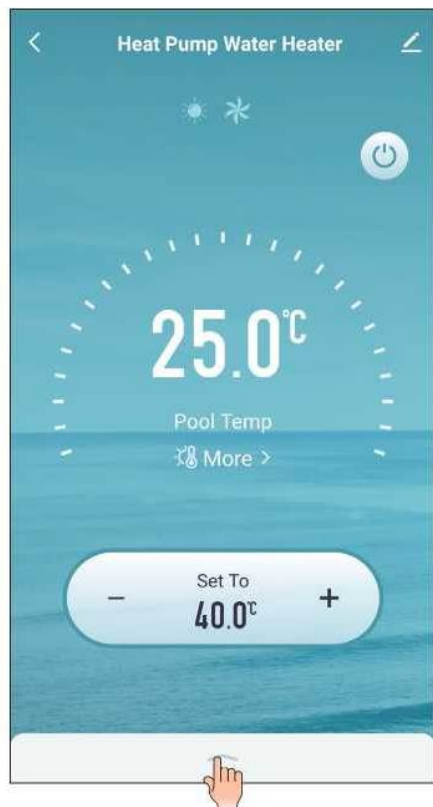 Heat Pump Water Heater
25.0℃
Pool Temp
More >
Set To
− 40.0℃ +